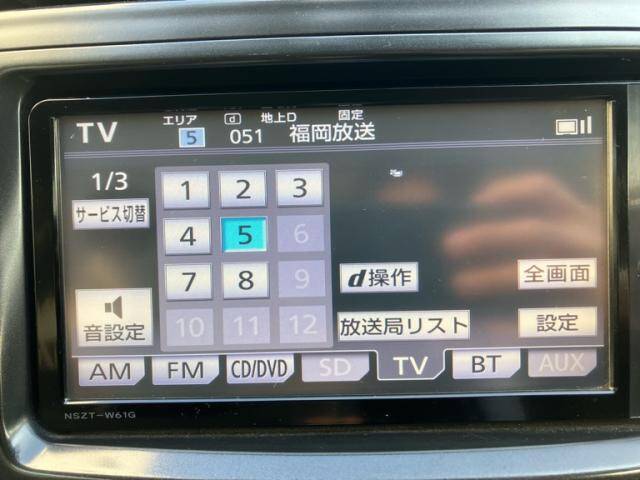 TV エリア 5 d 地上D 051 固定 福岡放送
1/3
サービス切替
1 2 3
4 5 6
7 8 9
10 11 12
d操作
全画面
音設定
放送局リスト
設定
AM FM CD/DVD SD TV BT AUX
NSZT-W61G